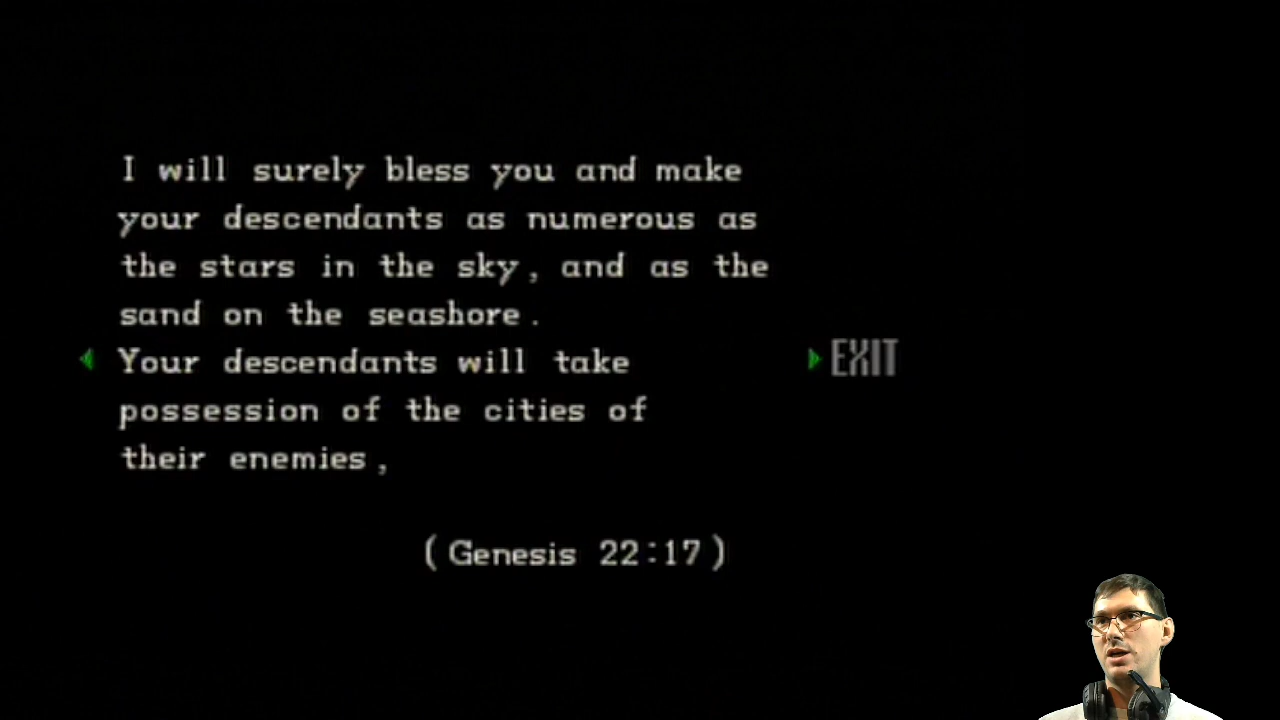 I will surely bless you and make
your descendants as numerous as
the stars in the sky, and as the
sand on the seashore.
Your descendants will take
possession of the cities of
their enemies,
(Genesis 22:17)
EXIT